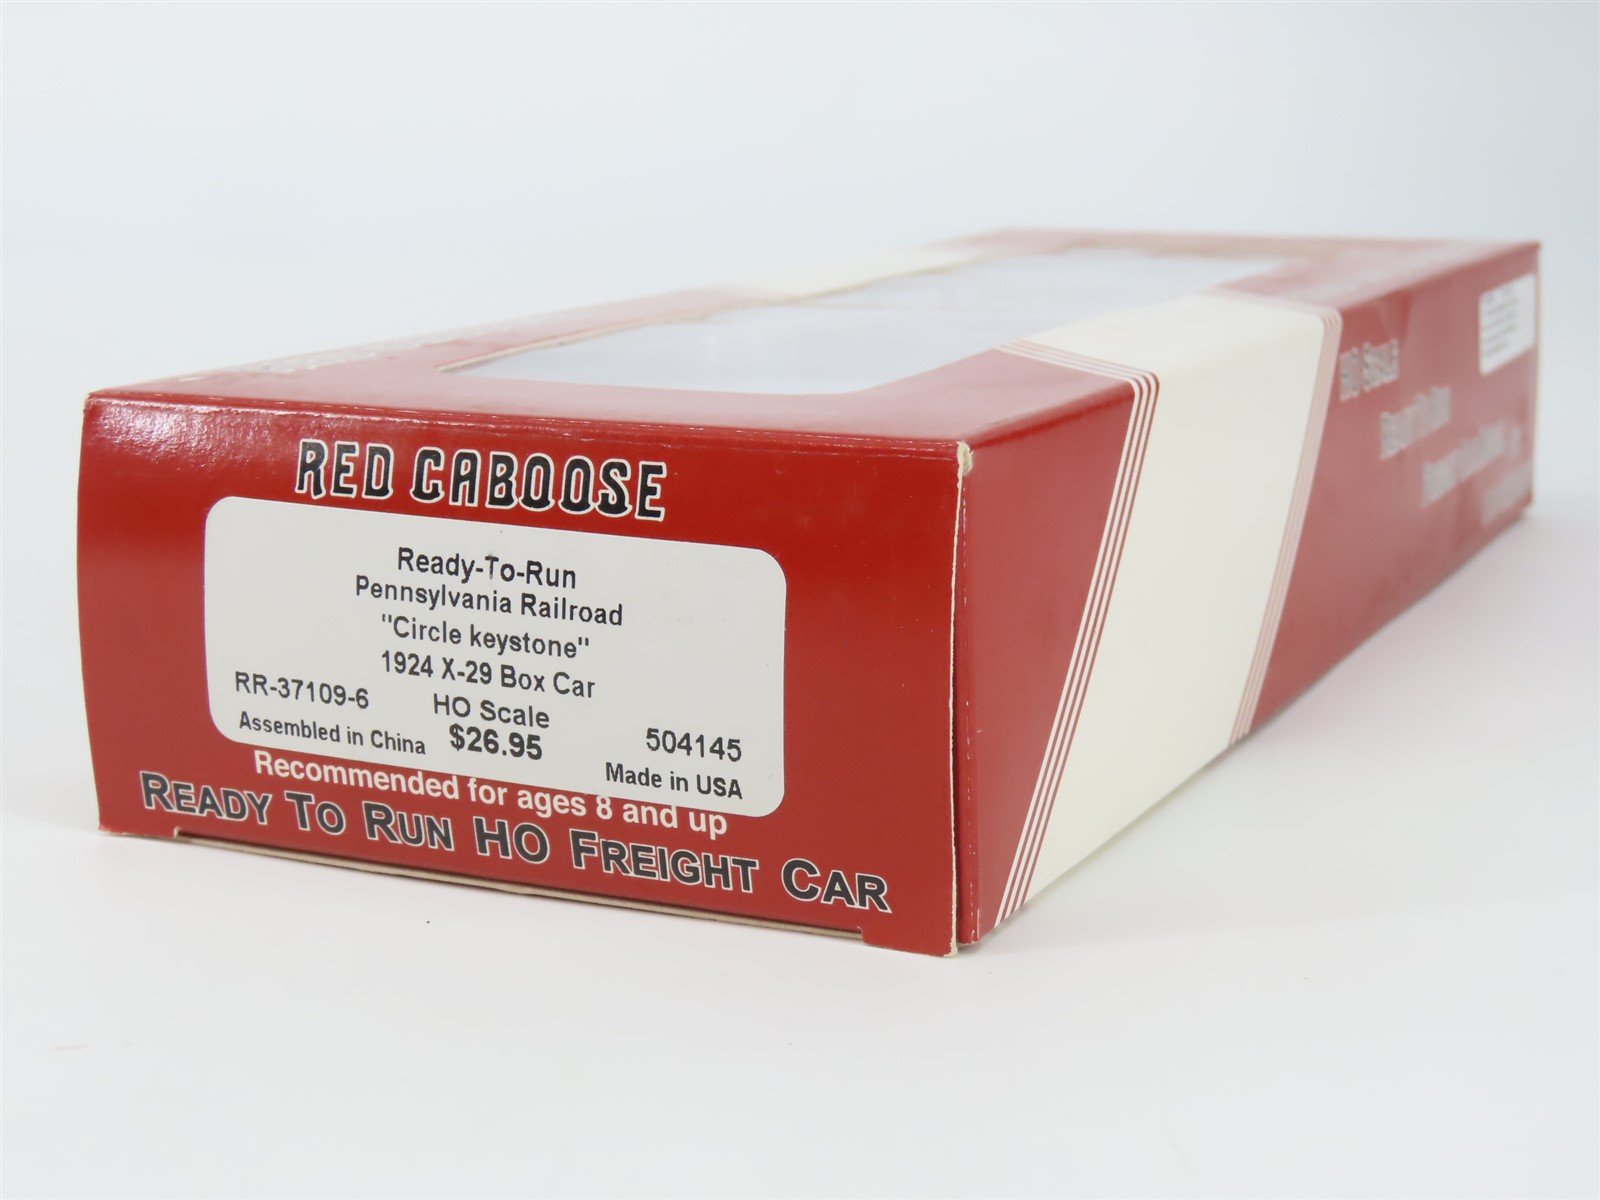 RED CABOOSE
Ready-To-Run
Pennsylvania Railroad
"Circle keystone"
1924 X-29 Box Car
RR-37109-6
HO Scale
504145
Assembled in China
$26.95
Made in USA
Recommended for ages 8 and up
READY TO RUN HO FREIGHT CAR
HO SCALE